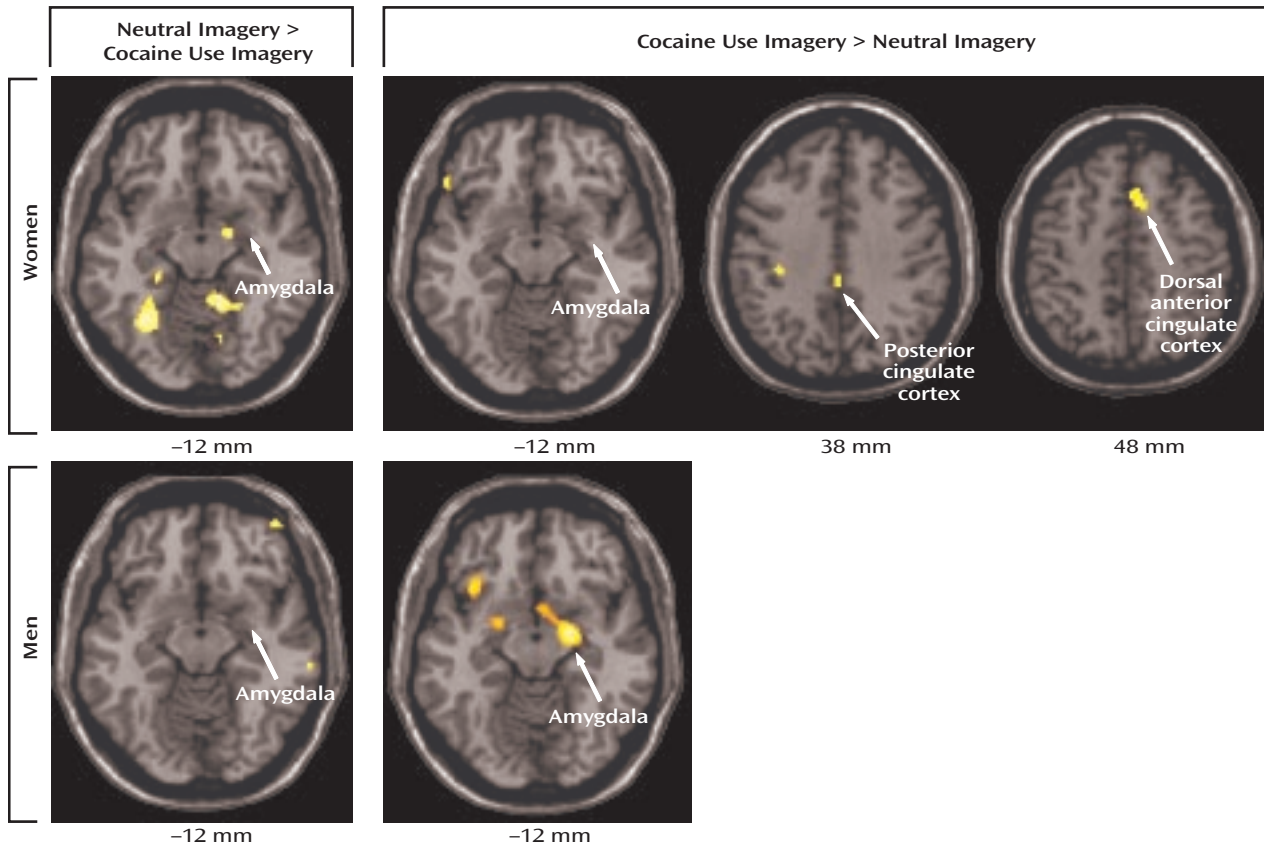 Neutral Imagery >
Cocaine Use Imagery
Cocaine Use Imagery > Neutral Imagery
Women
Amygdala
Amygdala
Posterior
cingulate
cortex
Dorsal
anterior
cingulate
cortex
–12 mm
–12 mm
38 mm
48 mm
Men
Amygdala
Amygdala
–12 mm
–12 mm